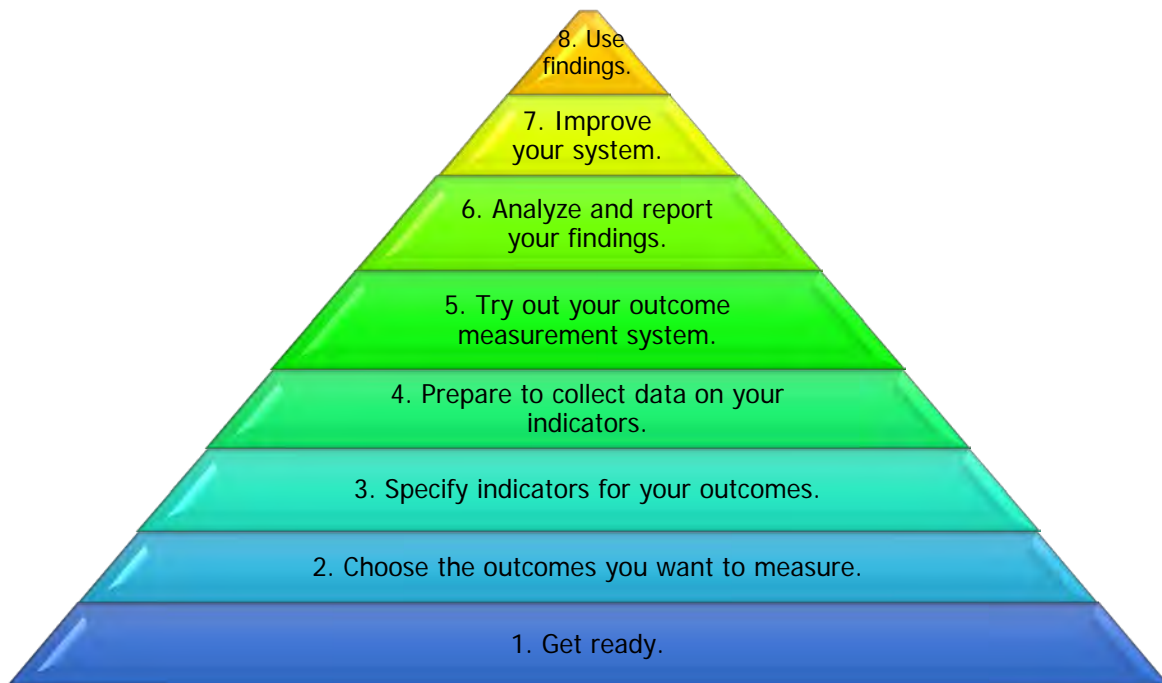 8. Use
findings.
7. Improve
your system.
6. Analyze and report
your findings.
5. Try out your outcome
measurement system.
4. Prepare to collect data on your
indicators.
3. Specify indicators for your outcomes.
2. Choose the outcomes you want to measure.
1. Get ready.